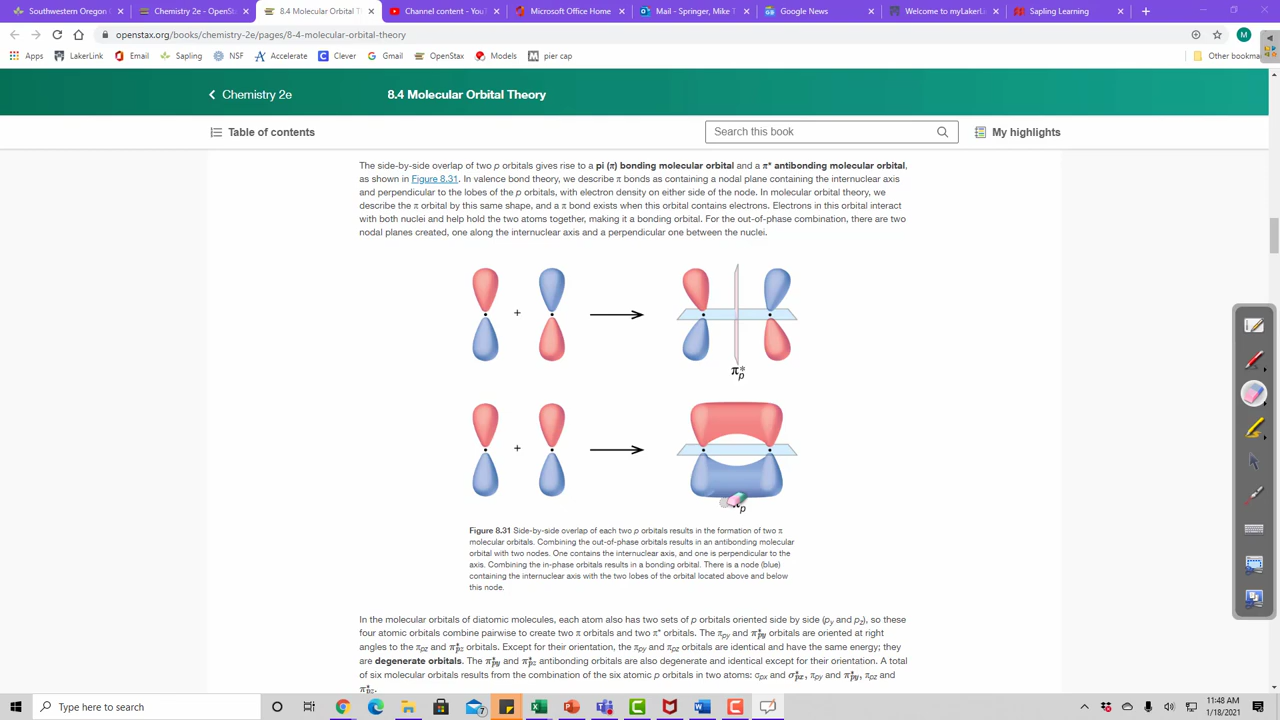 Southwestern Oregon C
Chemistry 2e - OpenSt
8.4 Molecular Orbital Th
Channel content - YouT
Microsoft Office Home
Mail - Springer, Mike T
Google News
Welcome to myLakerLi
Sapling Learning
openstax.org/books/chemistry-2e/pages/8-4-molecular-orbital-theory
M
Apps
LakerLink
Email
Sapling
NSF
Accelerate
Clever
Gmail
OpenStax
Models
pier cap
Other bookma
Chemistry 2e
8.4 Molecular Orbital Theory
Table of contents
Search this book
My highlights
The side-by-side overlap of two p orbitals gives rise to a pi (π) bonding molecular orbital and a π* antibonding molecular orbital,
as shown in Figure 8.31. In valence bond theory, we describe π bonds as containing a nodal plane containing the internuclear axis
and perpendicular to the lobes of the p orbitals, with electron density on either side of the node. In molecular orbital theory, we
describe the π orbital by this same shape, and a π bond exists when this orbital contains electrons. Electrons in this orbital interact
with both nuclei and help hold the two atoms together, making it a bonding orbital. For the out-of-phase combination, there are two
nodal planes created, one along the internuclear axis and a perpendicular one between the nuclei.
+
πp*
+
p
Figure 8.31 Side-by-side overlap of each two p orbitals results in the formation of two π
molecular orbitals. Combining the out-of-phase orbitals results in an antibonding molecular
orbital with two nodes. One contains the internuclear axis, and one is perpendicular to the
axis. Combining the in-phase orbitals results in a bonding orbital. There is a node (blue)
containing the internuclear axis with the two lobes of the orbital located above and below
this node.
In the molecular orbitals of diatomic molecules, each atom also has two sets of p orbitals oriented side by side (py and pz), so these
four atomic orbitals combine pairwise to create two π orbitals and two π* orbitals. The πpy and π*py orbitals are oriented at right
angles to the πpz and π*pz orbitals. Except for their orientation, the πpy and πpz orbitals are identical and have the same energy; they
are degenerate orbitals. The π*py and π*pz antibonding orbitals are also degenerate and identical except for their orientation. A total
of six molecular orbitals results from the combination of the six atomic p orbitals in two atoms: σpx and σ*px, πpy and π*py, πpz and
π*pz.
Type here to search
7
11:48 AM
1/18/2021